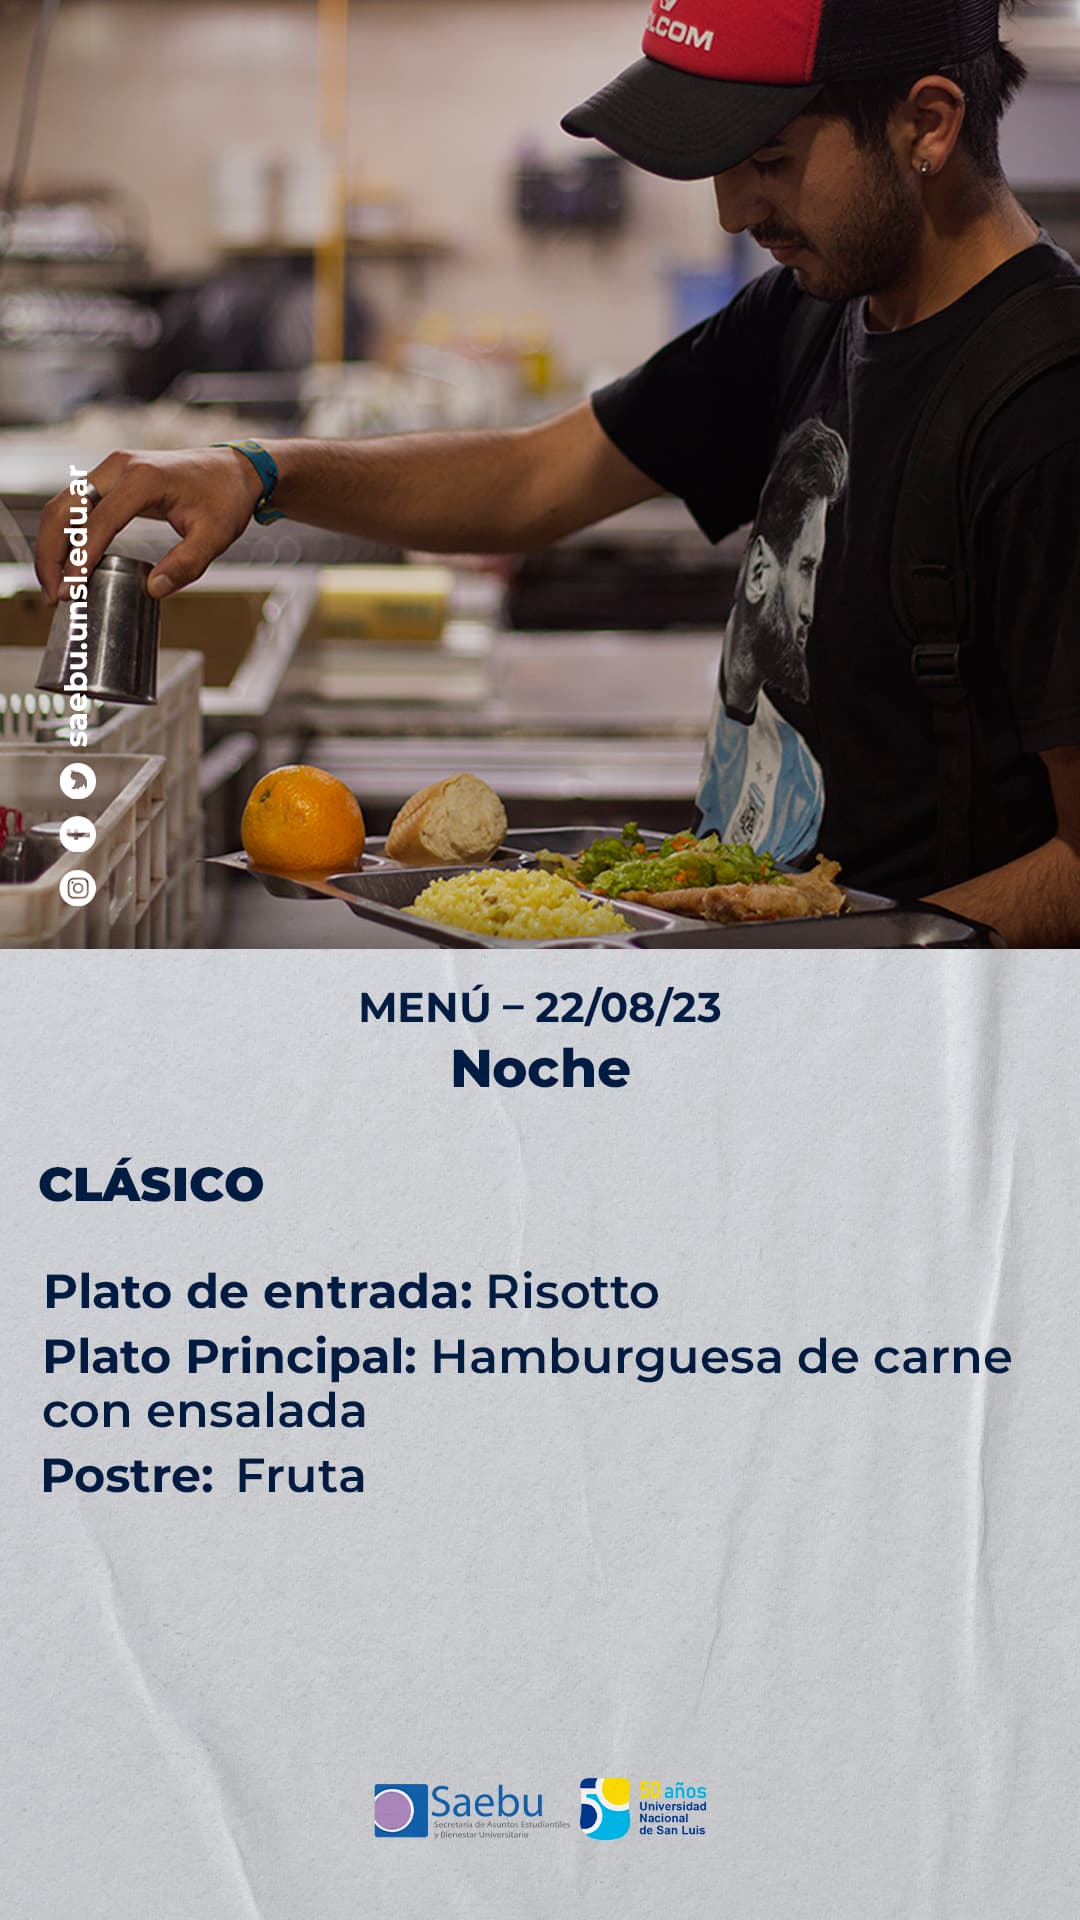 LCOM
saebu.unsl.edu.ar
MENÚ – 22/08/23
Noche
CLÁSICO
Plato de entrada: Risotto
Plato Principal: Hamburguesa de carne
con ensalada
Postre: Fruta
Saebu
Secretaría de Asuntos Estudiantiles
y Bienestar Universitario
50 años
Universidad
Nacional
de San Luis